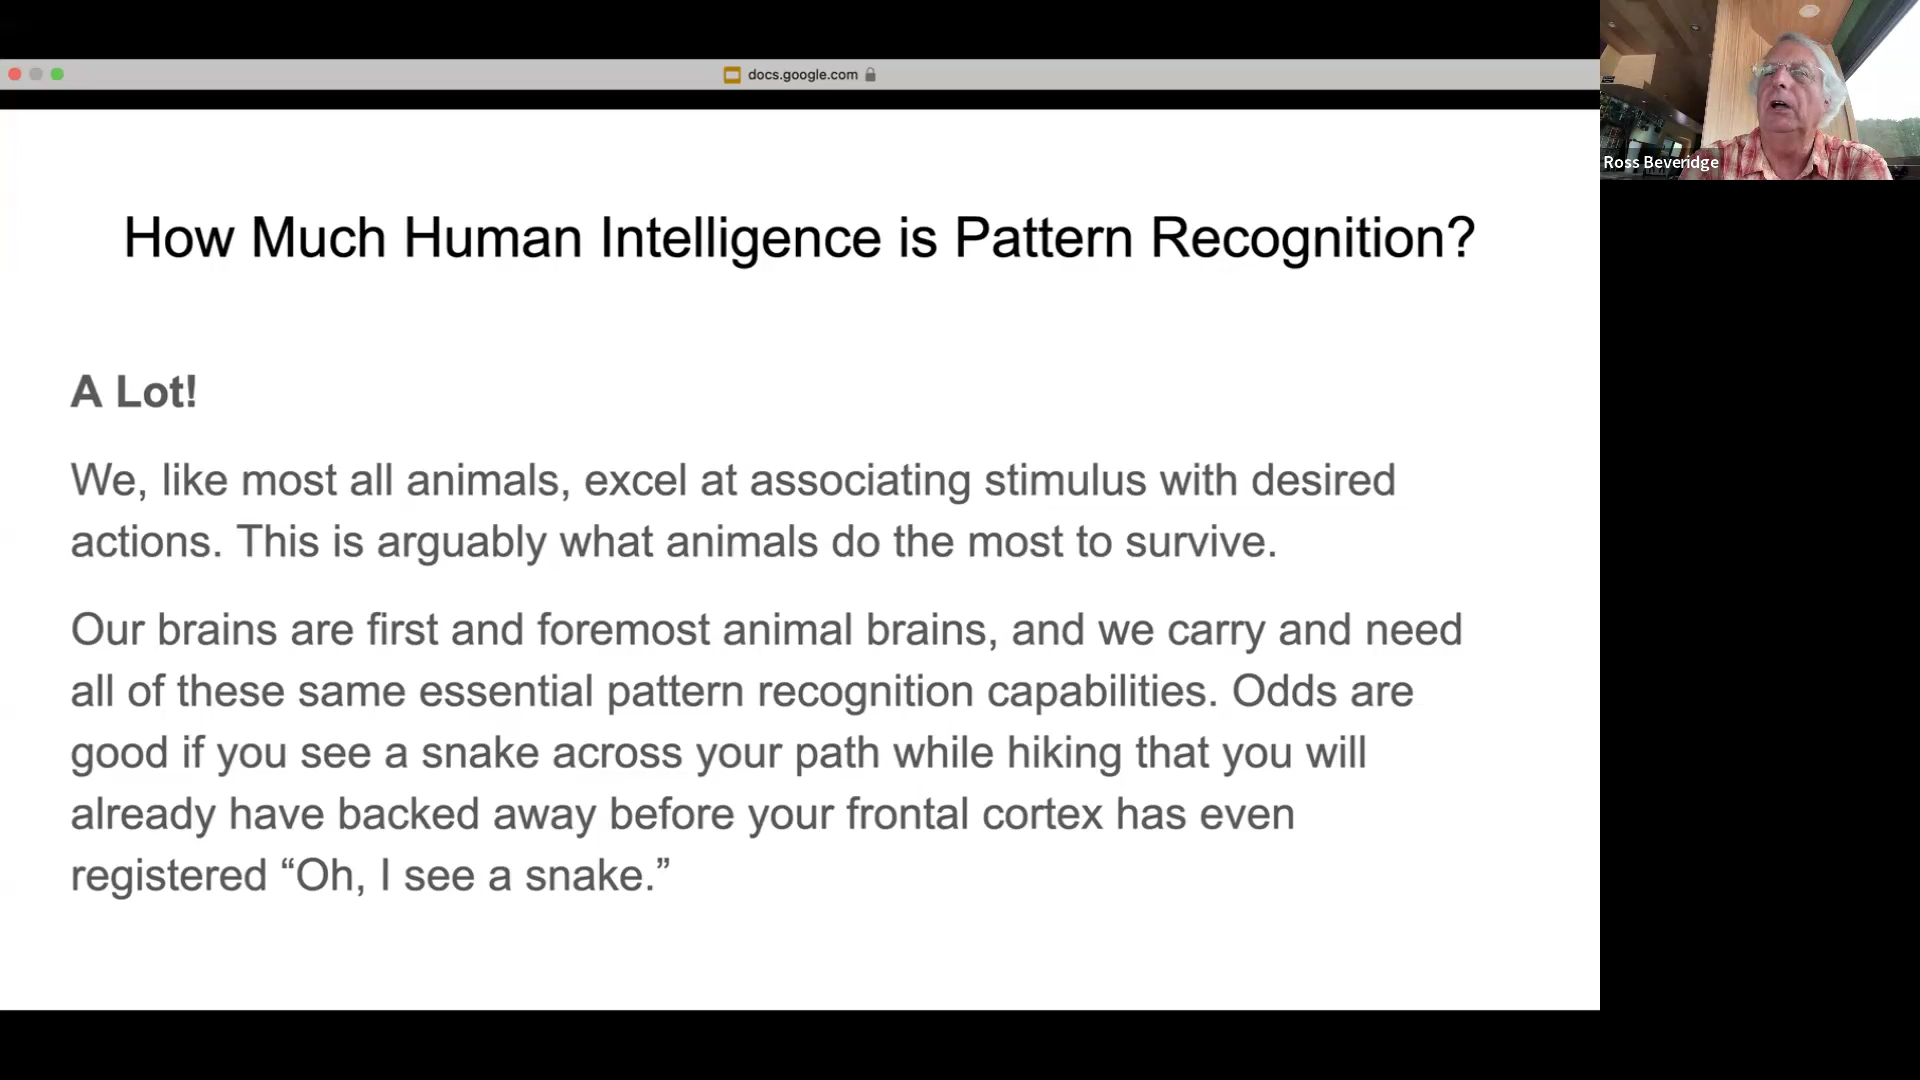 docs.google.com
Ross Beveridge
How Much Human Intelligence is Pattern Recognition?
A Lot!
We, like most all animals, excel at associating stimulus with desired
actions. This is arguably what animals do the most to survive.
Our brains are first and foremost animal brains, and we carry and need
all of these same essential pattern recognition capabilities. Odds are
good if you see a snake across your path while hiking that you will
already have backed away before your frontal cortex has even
registered “Oh, I see a snake.”